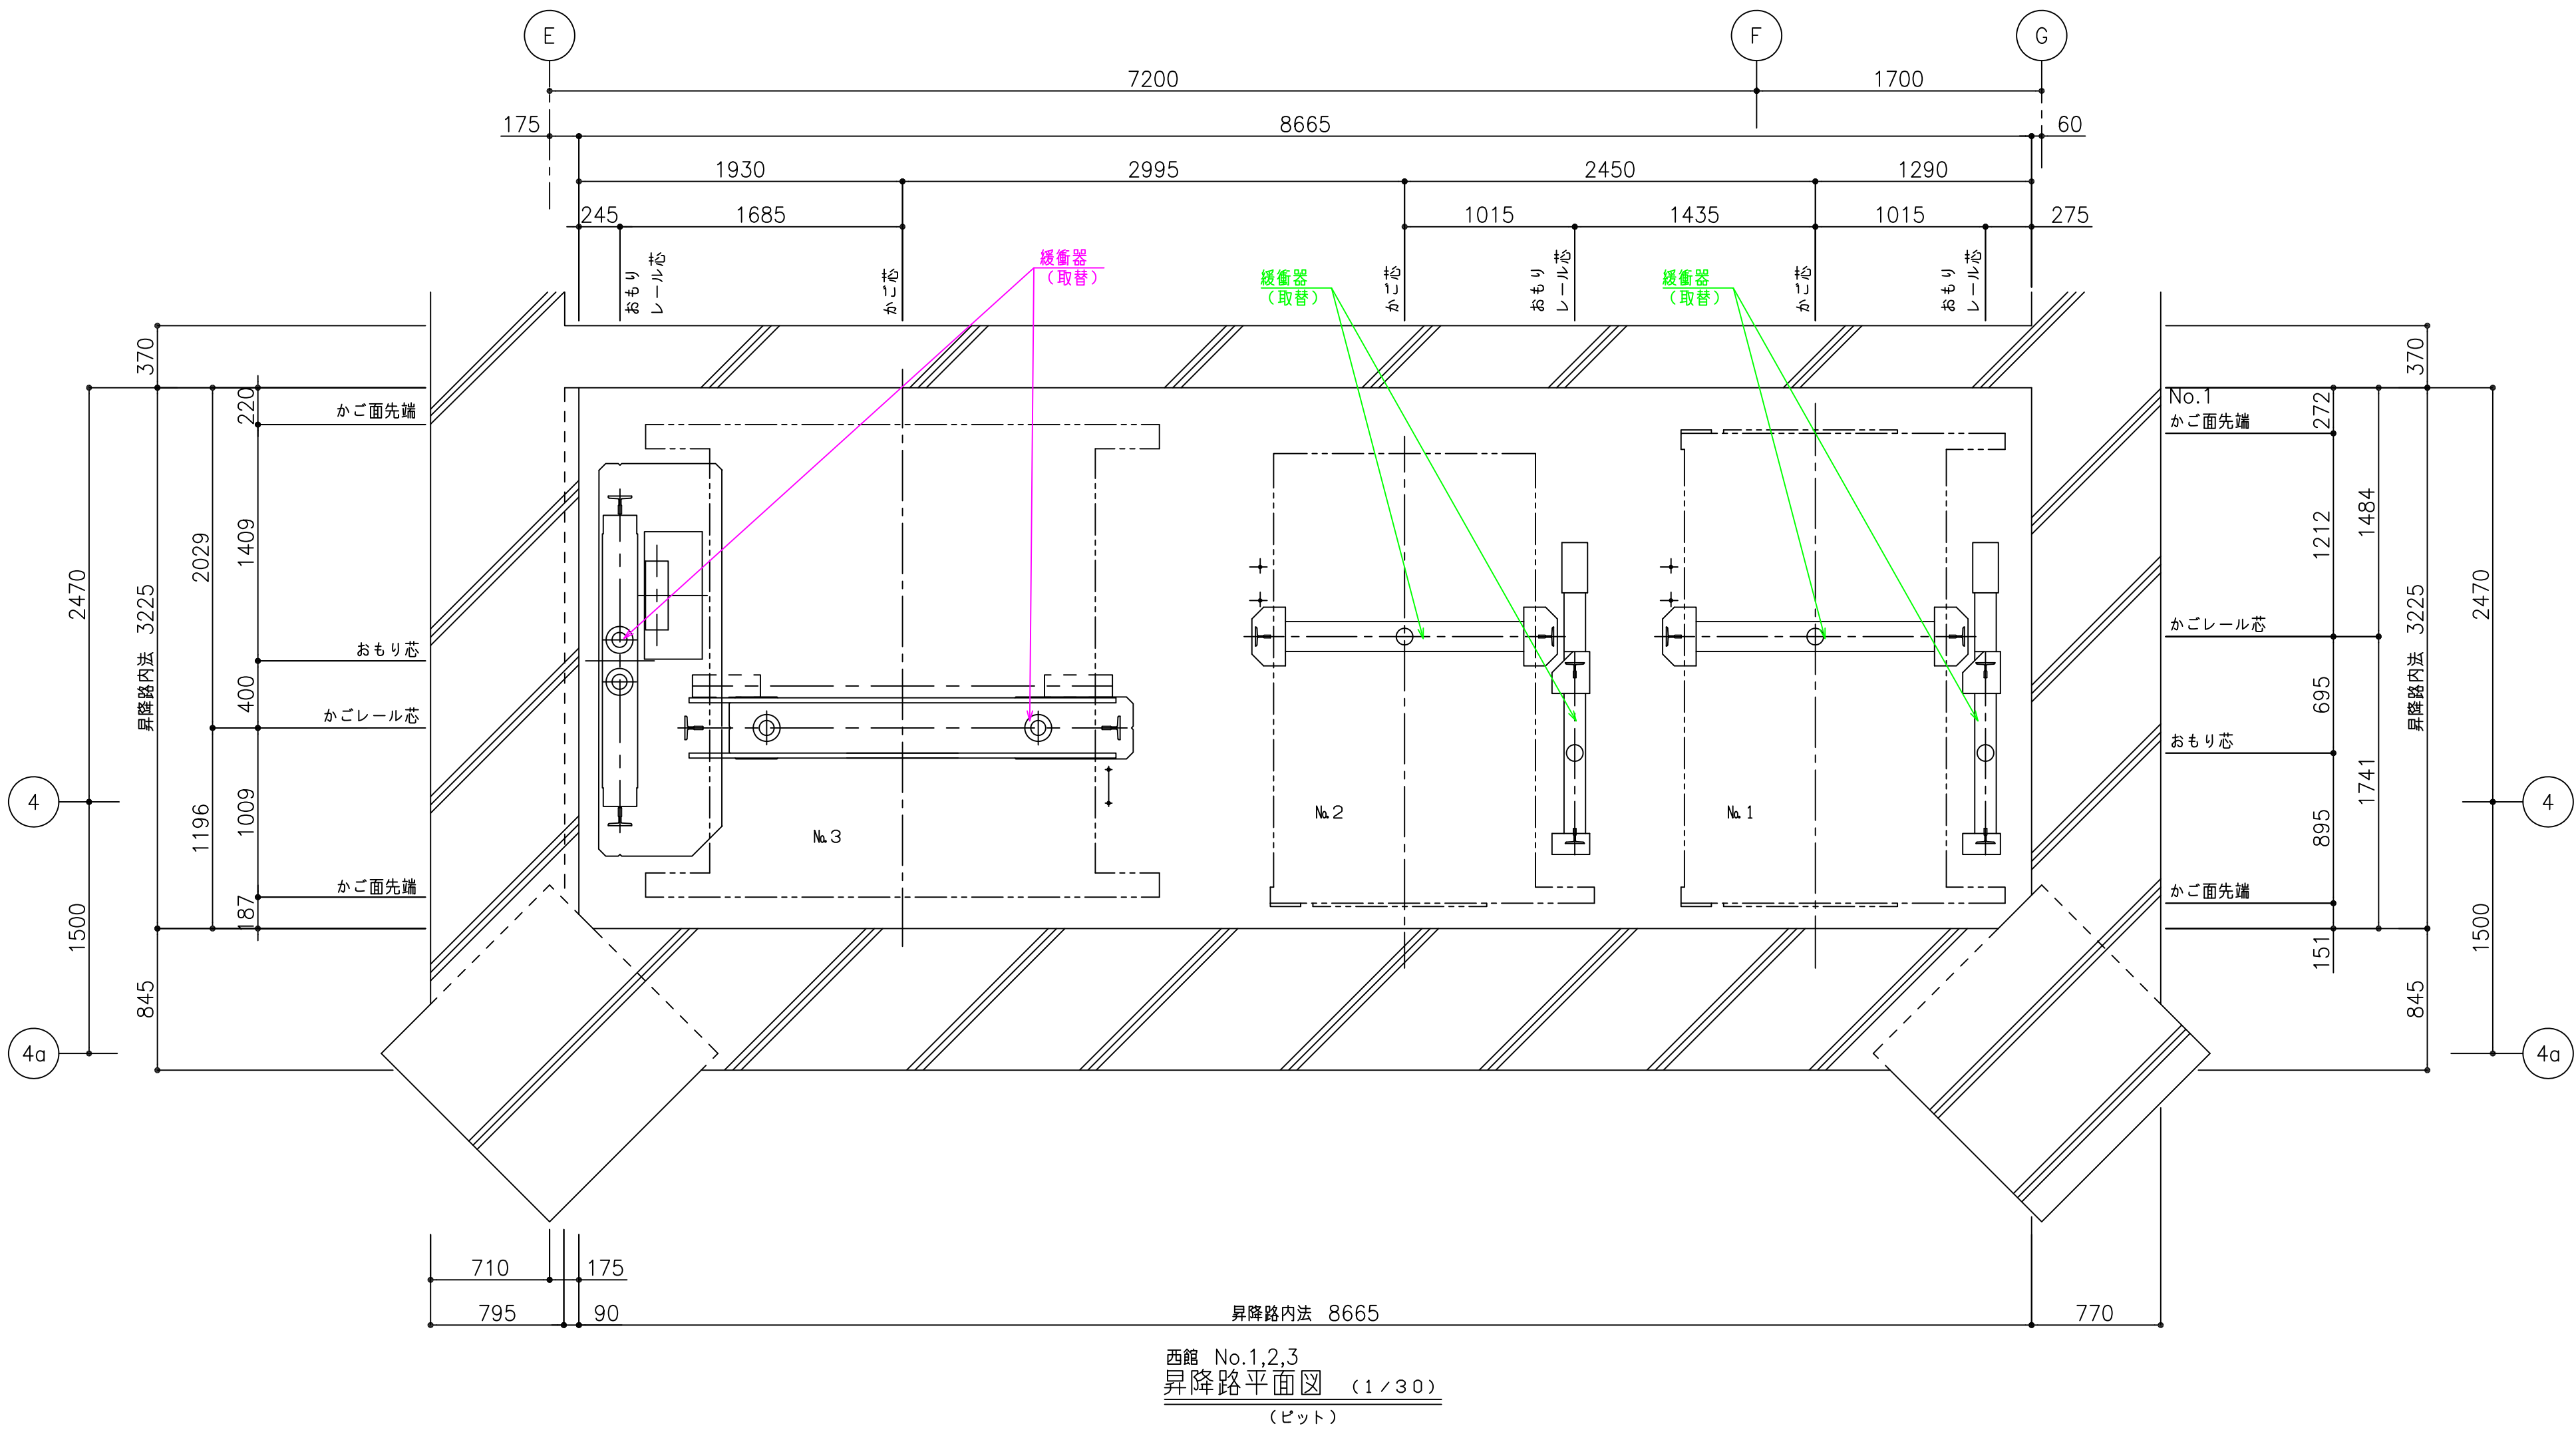 E
F
G
7200
1700
175
8665
60
1930
2995
2450
1290
245
1685
1015
1435
1015
275
おもり
レール芯
かご芯
緩衝器
(取替)
緩衝器
(取替)
かご芯
おもり
レール芯
緩衝器
(取替)
かご芯
おもり
レール芯
370
2470
1500
昇降路内法 3225
845
2029
1196
220
1409
400
1009
187
かご面先端
おもり芯
かごレール芯
かご面先端
4
4a
No.3
No.2
No.1
No.1
かご面先端
かごレール芯
おもり芯
かご面先端
272
1212
695
895
151
1484
1741
370
昇降路内法 3225
845
2470
1500
4
4a
710
175
795
90
昇降路内法 8665
770
西館 No.1,2,3
昇降路平面図 (1/30)
(ピット)